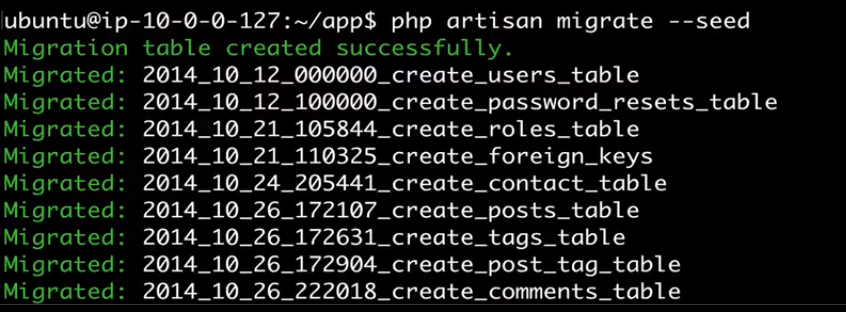 ubuntu@ip-10-0-0-127:~/app$ php artisan migrate --seed
Migration table created successfully.
Migrated: 2014_10_12_000000_create_users_table
Migrated: 2014_10_12_100000_create_password_resets_table
Migrated: 2014_10_21_105844_create_roles_table
Migrated: 2014_10_21_110325_create_foreign_keys
Migrated: 2014_10_24_205441_create_contact_table
Migrated: 2014_10_26_172107_create_posts_table
Migrated: 2014_10_26_172631_create_tags_table
Migrated: 2014_10_26_172904_create_post_tag_table
Migrated: 2014_10_26_222018_create_comments_table